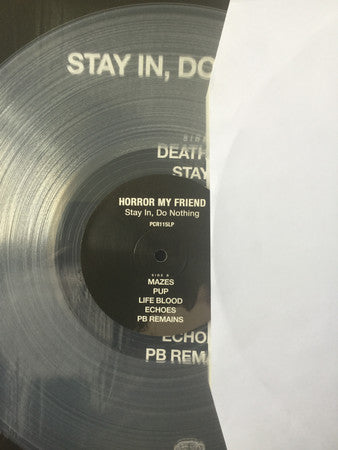 STAY IN, DO
SIDE
DEATH
STAY
HORROR MY FRIEND
Stay In, Do Nothing
PCR115LP
SIDE A
MAZES
PUP
LIFE BLOOD
ECHOES
PB REMAINS
ECHO
PB REMA